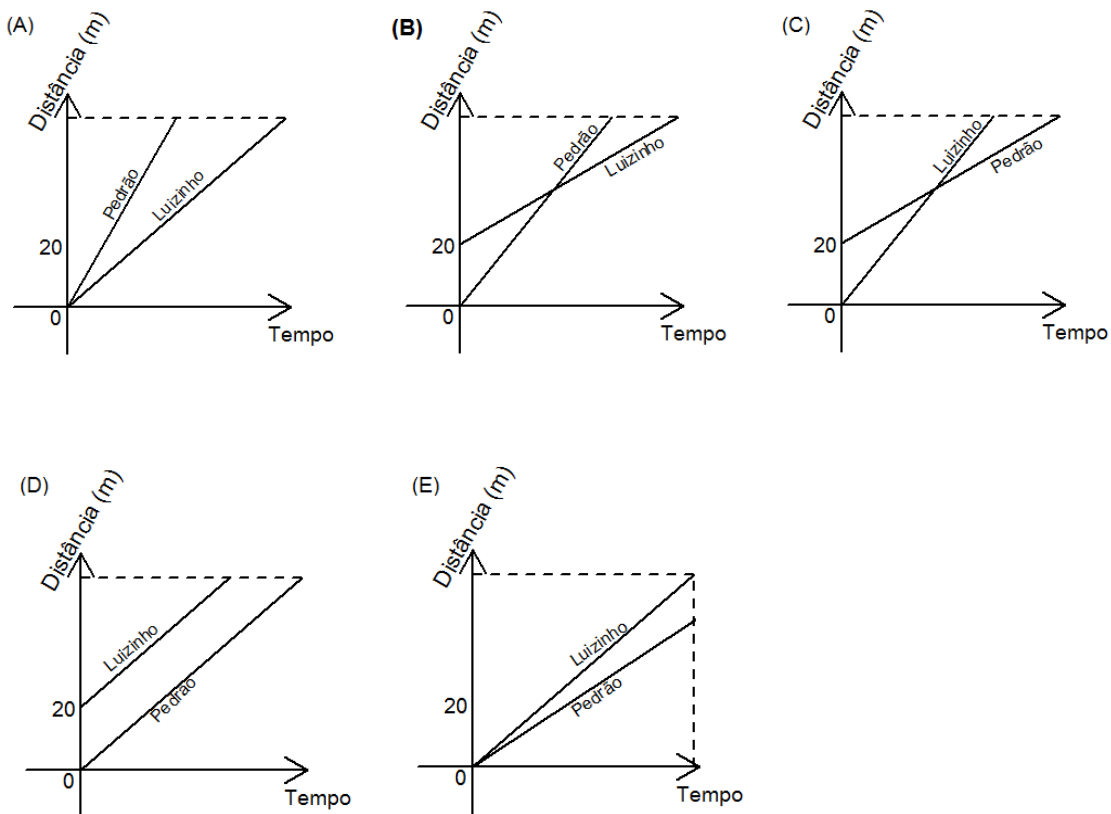 (A)
Distância (m)
Pedrão
Luizinho
20
0
Tempo
(B)
Distância (m)
Pedrão
Luizinho
20
0
Tempo
(C)
Distância (m)
Luizinho
Pedrão
20
0
Tempo
(D)
Distância (m)
Luizinho
Pedrão
20
0
Tempo
(E)
Distância (m)
Luizinho
Pedrão
20
0
Tempo